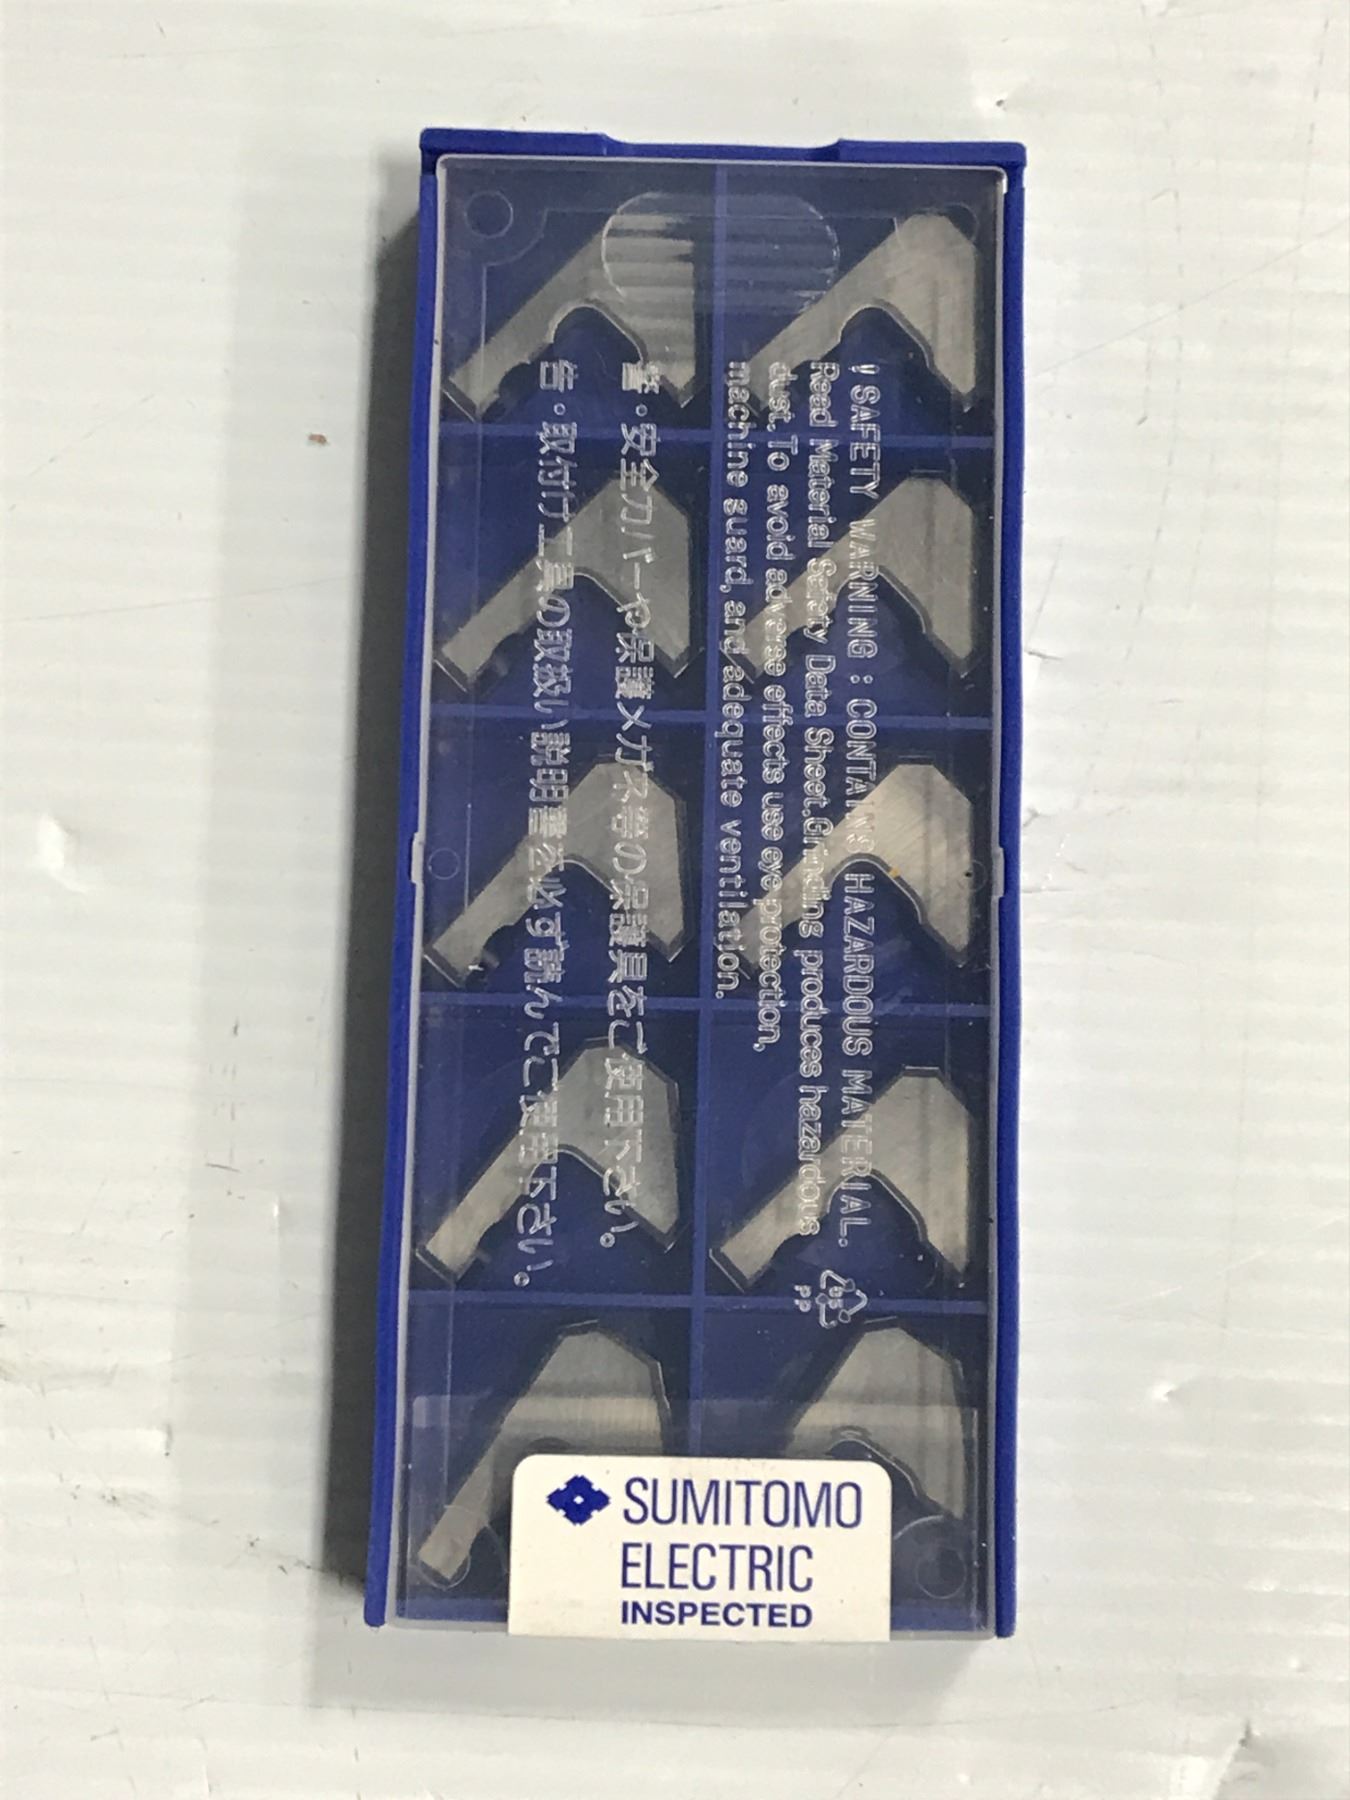 ! SAFETY WARNING : CONTAINS HAZARDOUS MATERIAL.
Read Material Safety Data Sheet.Grinding produces hazardous
dust.To avoid adverse effects use eye protection,
machine guard,and adequate ventilation.
警・安全カバーや保護メガネ等の保護具をご使用下さい。
告・取付け工具の取扱い説明書を必ず読んでご使用下さい。
PP
SUMITOMO
ELECTRIC
INSPECTED